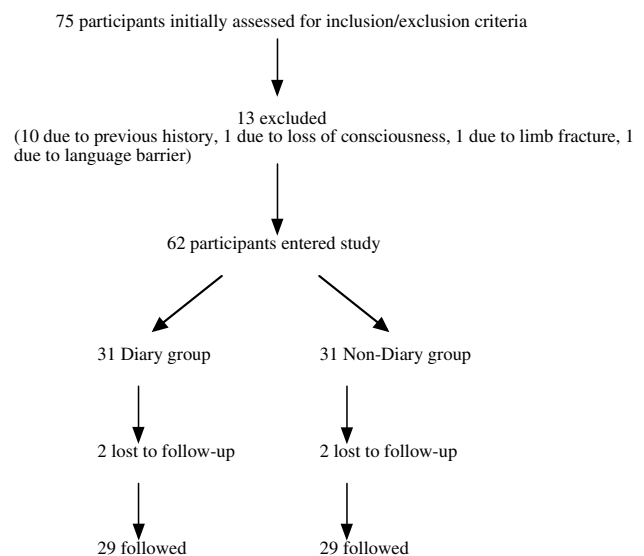 75 participants initially assessed for inclusion/exclusion criteria
13 excluded
(10 due to previous history, 1 due to loss of consciousness, 1 due to limb fracture, 1
due to language barrier)
62 participants entered study
31 Diary group
31 Non-Diary group
2 lost to follow-up
2 lost to follow-up
29 followed
29 followed